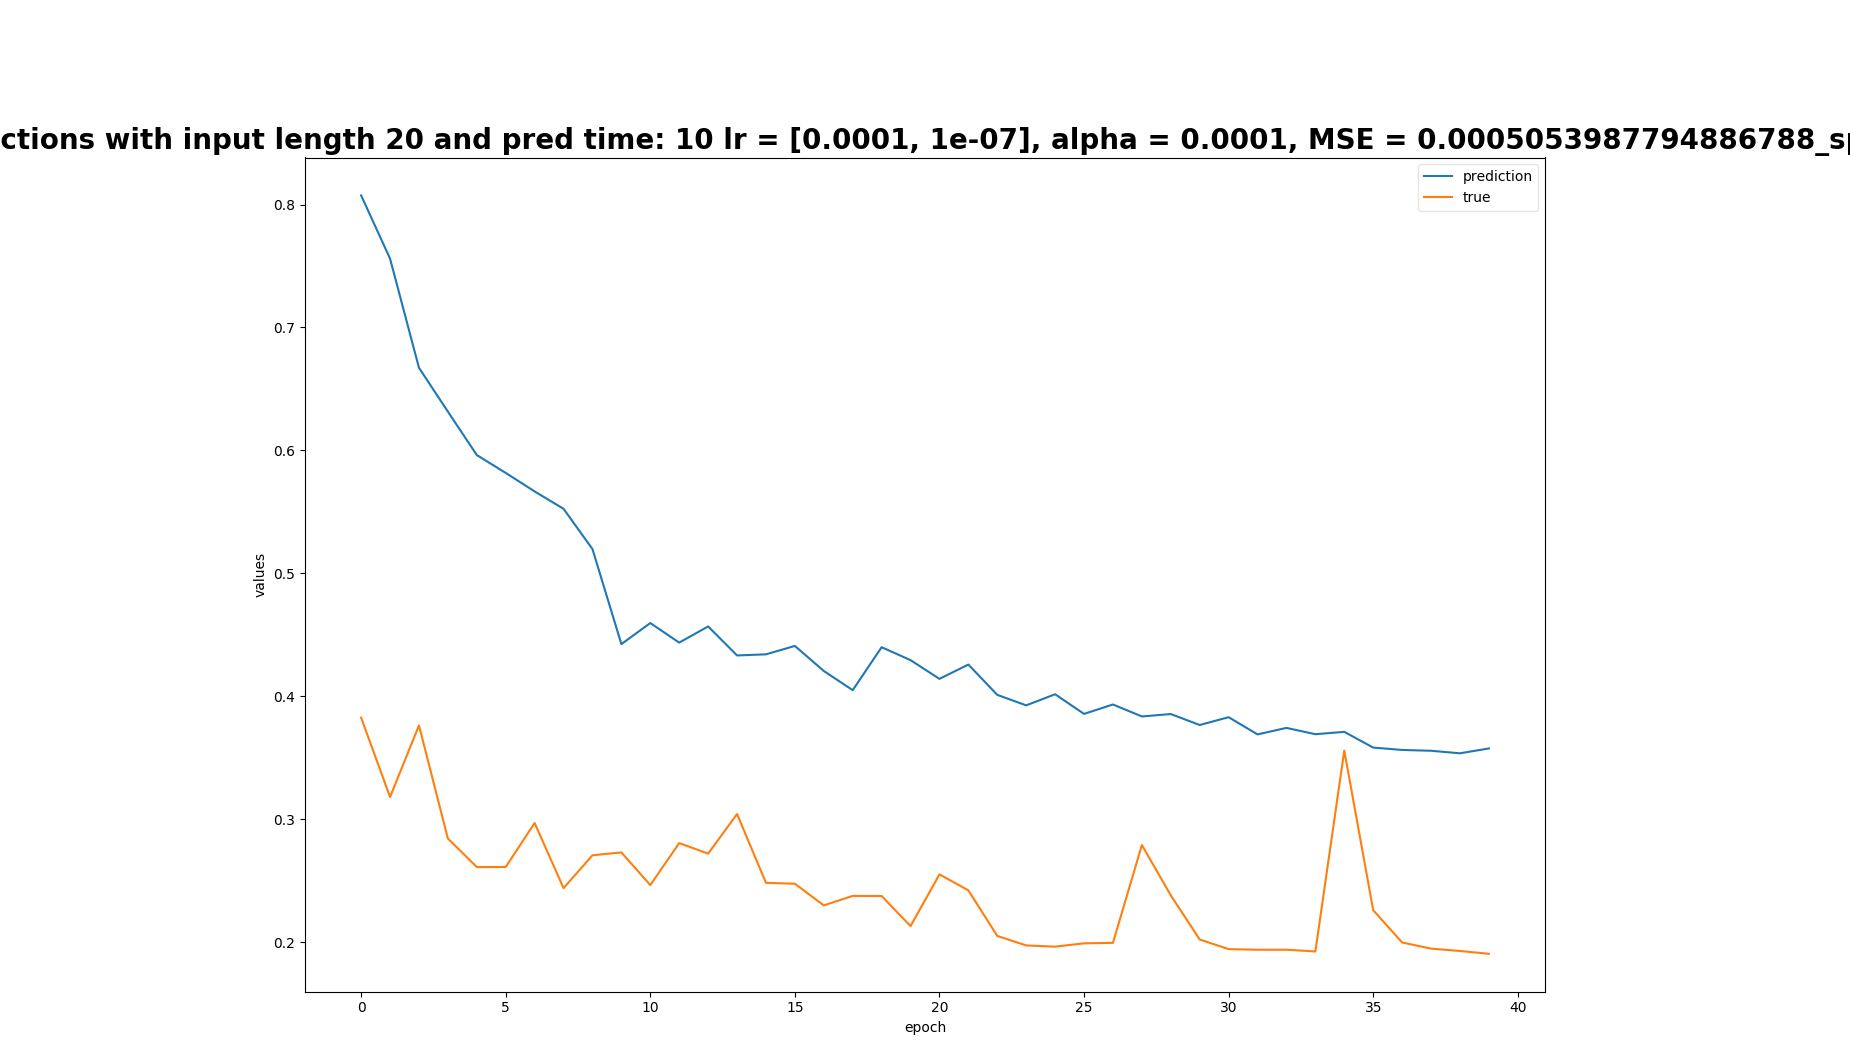 ctions with input length 20 and pred time: 10 lr = [0.0001, 1e-07], alpha = 0.0001, MSE = 0.0005053987794886788_sp
prediction
true
0.8
0.7
0.6
0.5
0.4
0.3
0.2
values
0 5 10 15 20 25 30 35 40
epoch